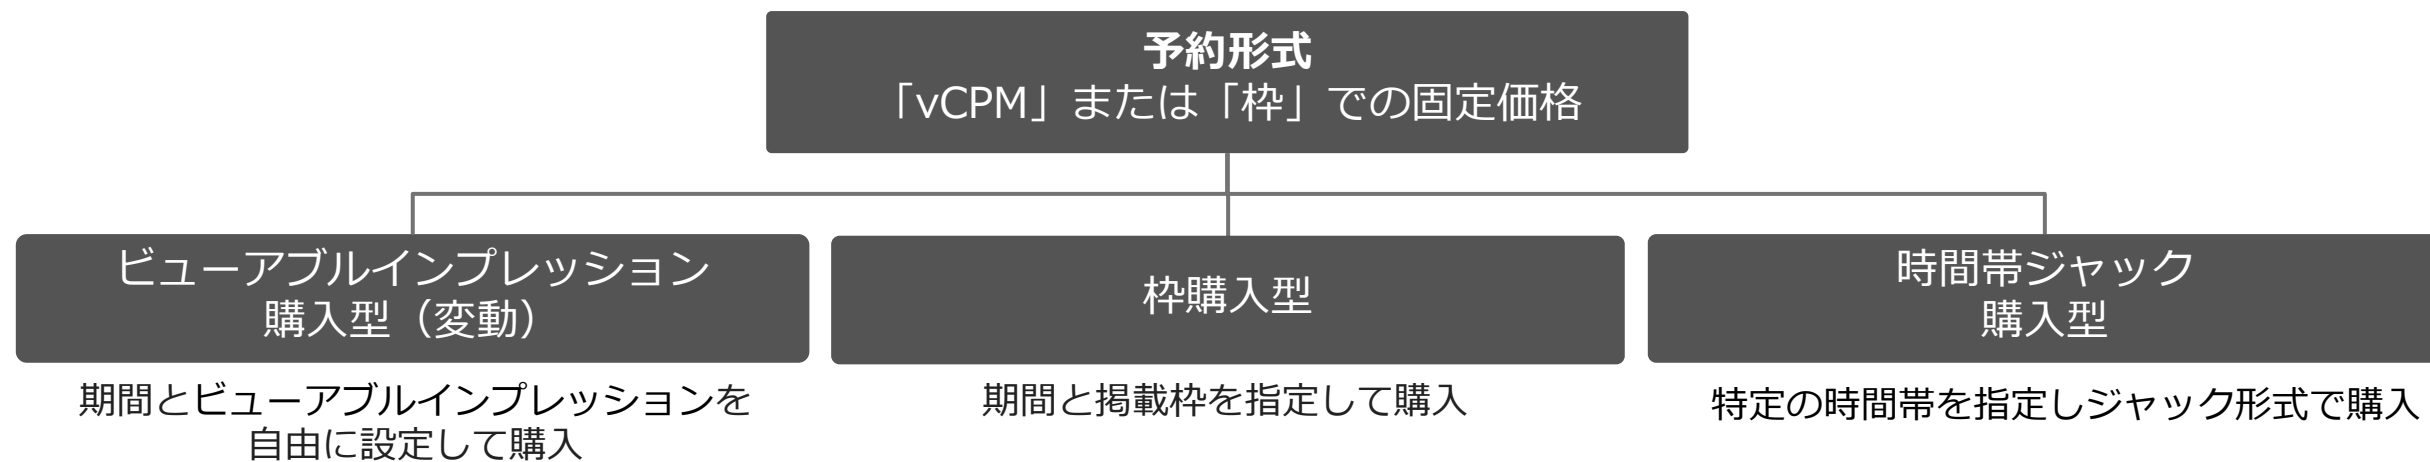 予約形式
「vCPM」または「枠」での固定価格
ビューアブルインプレッション
購入型（変動）
期間とビューアブルインプレッションを
自由に設定して購入
枠購入型
期間と掲載枠を指定して購入
時間帯ジャック
購入型
特定の時間帯を指定しジャック形式で購入